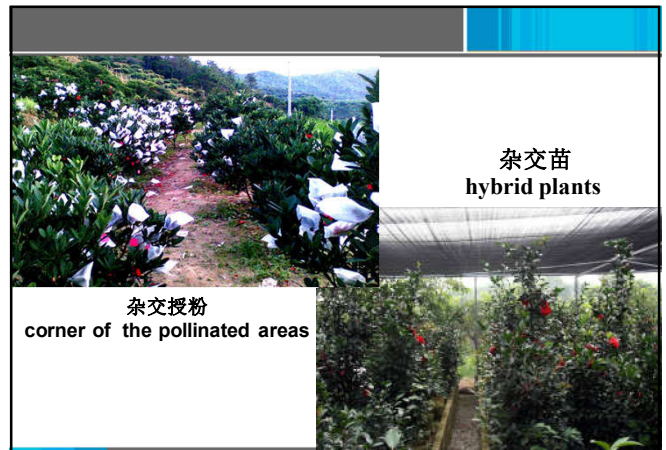 杂交苗
hybrid plants
杂交授粉
corner of the pollinated areas